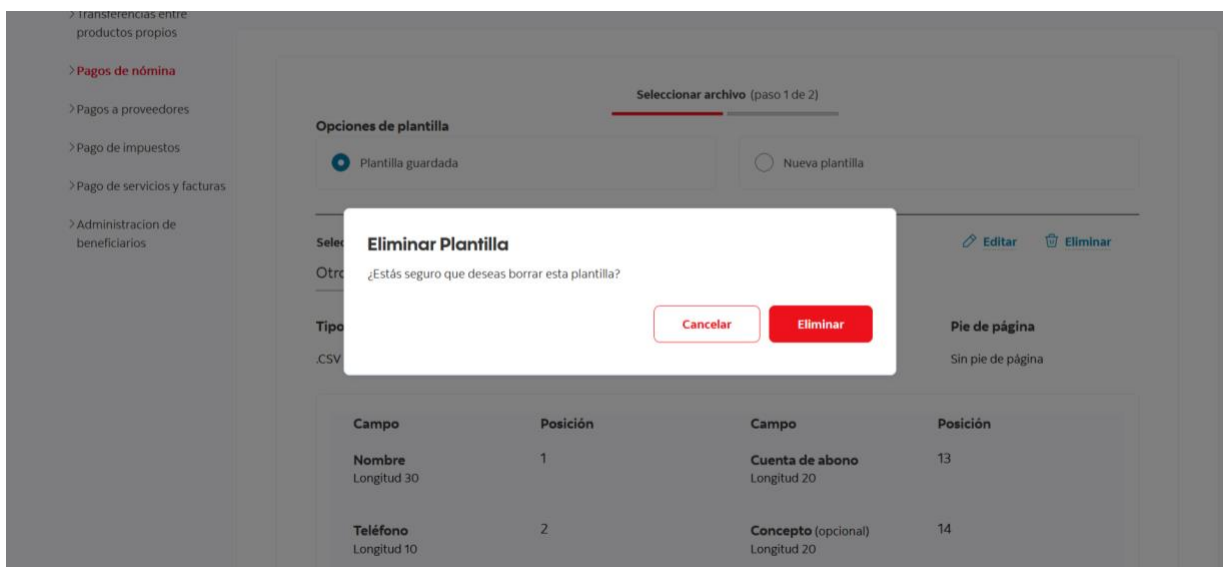 > Transferencias entre
productos propios
> Pagos de nómina
> Pagos a proveedores
> Pago de impuestos
> Pago de servicios y facturas
> Administracion de
beneficiarios
Seleccionar archivo (paso 1 de 2)
Opciones de plantilla
Plantilla guardada
Nueva plantilla
Editar
Eliminar
Eliminar Plantilla
¿Estás seguro que deseas borrar esta plantilla?
Cancelar
Eliminar
Tipo
Pie de página
.CSV
Sin pie de página
Campo Posición Campo Posición
Nombre 1 Cuenta de abono 13
Longitud 30 Longitud 20
Teléfono 2 Concepto (opcional) 14
Longitud 10 Longitud 20